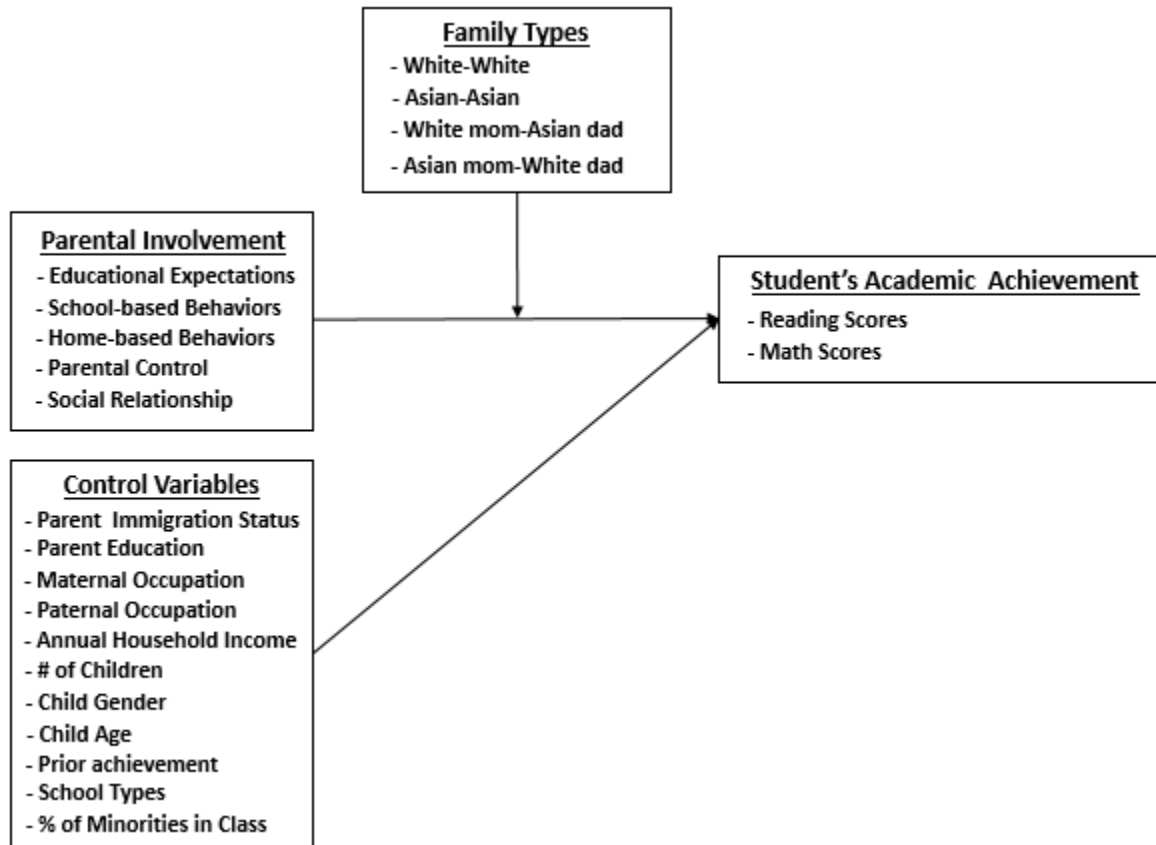 Family Types
- White-White
- Asian-Asian
- White mom-Asian dad
- Asian mom-White dad
Parental Involvement
- Educational Expectations
- School-based Behaviors
- Home-based Behaviors
- Parental Control
- Social Relationship
Student's Academic Achievement
- Reading Scores
- Math Scores
Control Variables
- Parent Immigration Status
- Parent Education
- Maternal Occupation
- Paternal Occupation
- Annual Household Income
- # of Children
- Child Gender
- Child Age
- Prior achievement
- School Types
- % of Minorities in Class